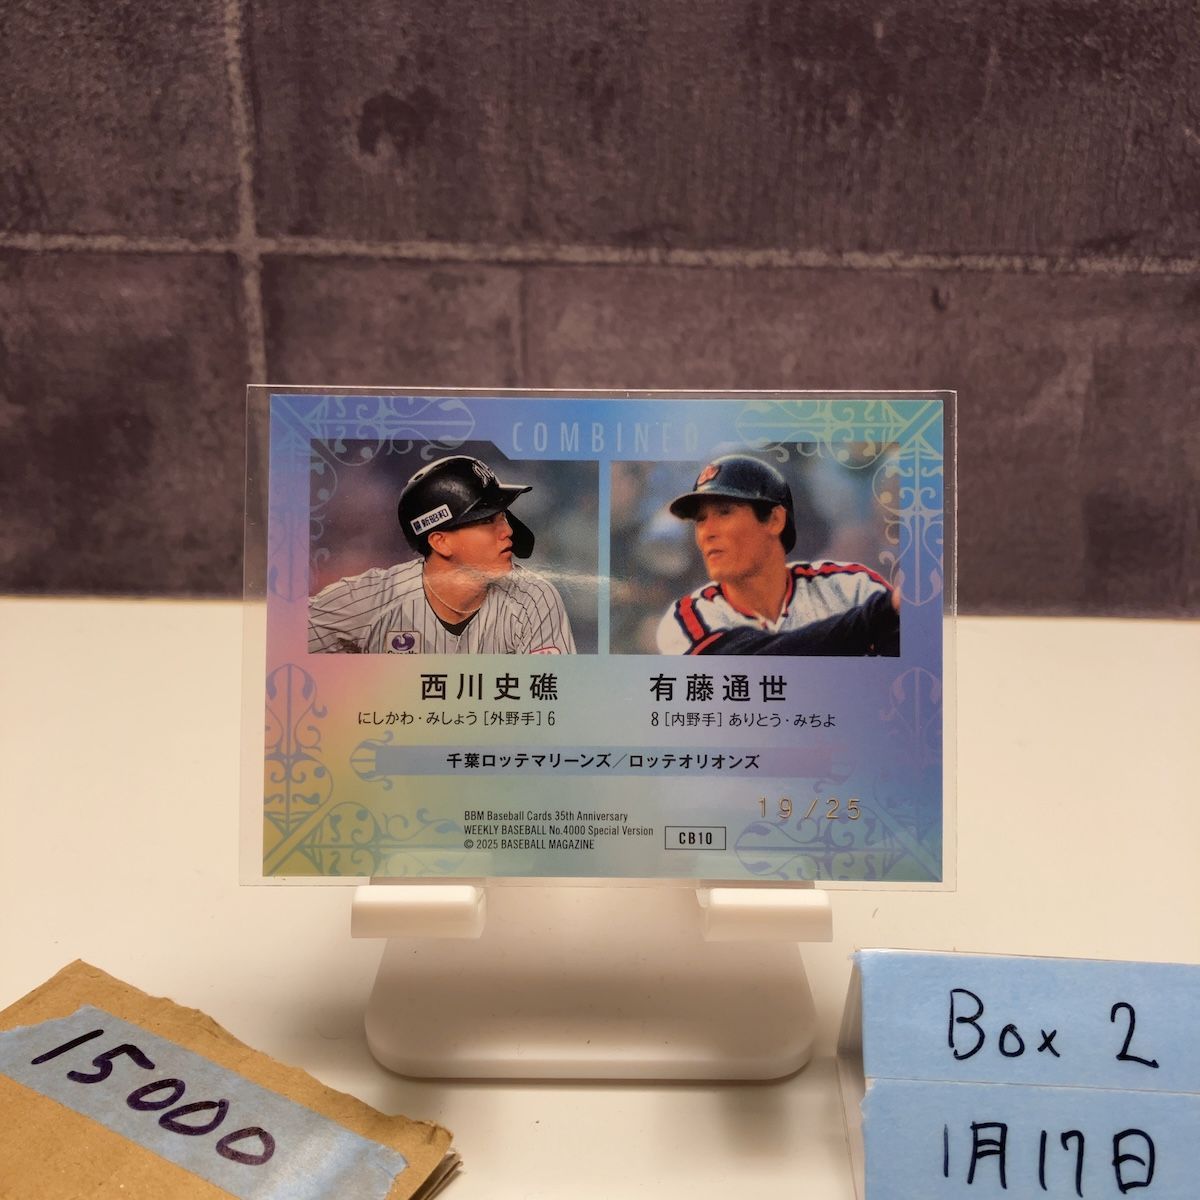 COMBINED
新昭和
西川史礁
にしかわ・みしょう [外野手] 6
有藤通世
8 [内野手] ありとう・みちよ
千葉ロッテマリーンズ／ロッテオリオンズ
19/25
BBM Baseball Cards 35th Anniversary
WEEKLY BASEBALL No.4000 Special Version
© 2025 BASEBALL MAGAZINE
CB10
15000
Box 2
1月17日